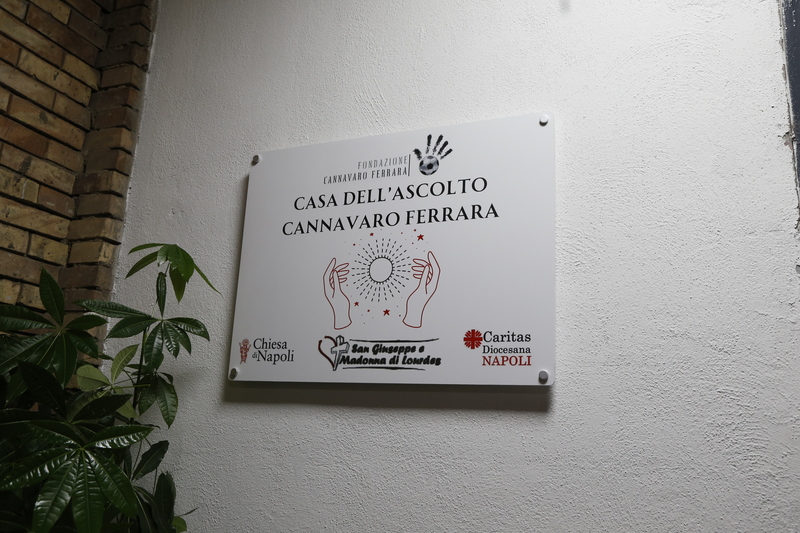 FONDAZIONE
CANNAVARO FERRARA
CASA DELL'ASCOLTO
CANNAVARO FERRARA
Chiesa
di Napoli
San Giuseppe e
Madonna di Lourdes
Caritas
Diocesana
NAPOLI